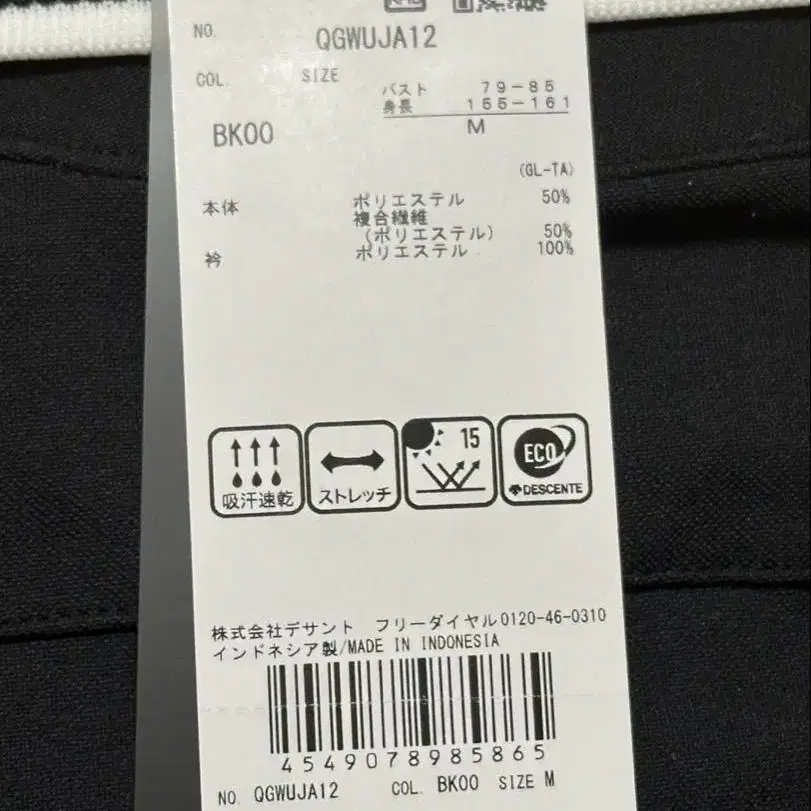 NO. QGWUJA12
COL. SIZE
バスト 79-85
身長 155-161
BK00 M
(GL-TA)
本体 ポリエステル 50%
複合繊維
(ポリエステル) 50%
衿 ポリエステル 100%
吸汗速乾
ストレッチ
15
ECO
DESCENTE
株式会社デサント フリーダイヤル0120-46-0310
インドネシア製/MADE IN INDONESIA
4549078985865
NO. QGWUJA12 COL. BK00 SIZE M